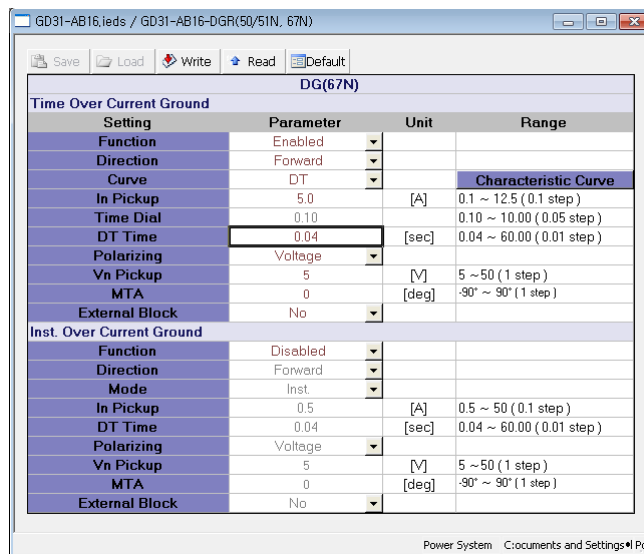 GD31-AB16,ieds / GD31-AB16-DGR(50/51N, 67N)
Save Load Write Read Default
DG(67N)
Time Over Current Ground
Setting Parameter Unit Range
Function Enabled
Direction Forward
Curve DT Characteristic Curve
In Pickup 5.0 [A] 0.1 ~ 12.5 ( 0.1 step )
Time Dial 0.10 0.10 ~ 10.00 ( 0.05 step )
DT Time 0.04 [sec] 0.04 ~ 60.00 ( 0.01 step )
Polarizing Voltage
Vn Pickup 5 [V] 5 ~50 ( 1 step )
MTA 0 [deg] -90° ~ 90° ( 1 step )
External Block No
Inst. Over Current Ground
Function Disabled
Direction Forward
Mode Inst.
In Pickup 0.5 [A] 0.5 ~ 50 ( 0.1 step )
DT Time 0.04 [sec] 0.04 ~ 60.00 ( 0.01 step )
Polarizing Voltage
Vn Pickup 5 [V] 5 ~50 ( 1 step )
MTA 0 [deg] -90° ~ 90° ( 1 step )
External Block No
Power System C:ocuments and Settings•l Po